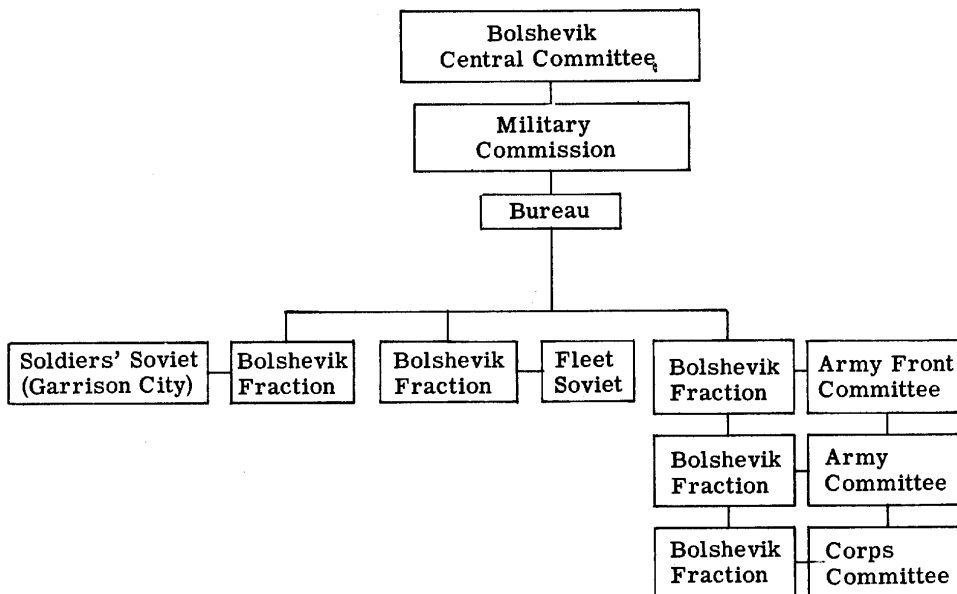 Bolshevik
Central Committee
Military
Commission
Bureau
Soldiers' Soviet
(Garrison City)
Bolshevik
Fraction
Bolshevik
Fraction
Fleet
Soviet
Bolshevik
Fraction
Army Front
Committee
Bolshevik
Fraction
Army
Committee
Bolshevik
Fraction
Corps
Committee